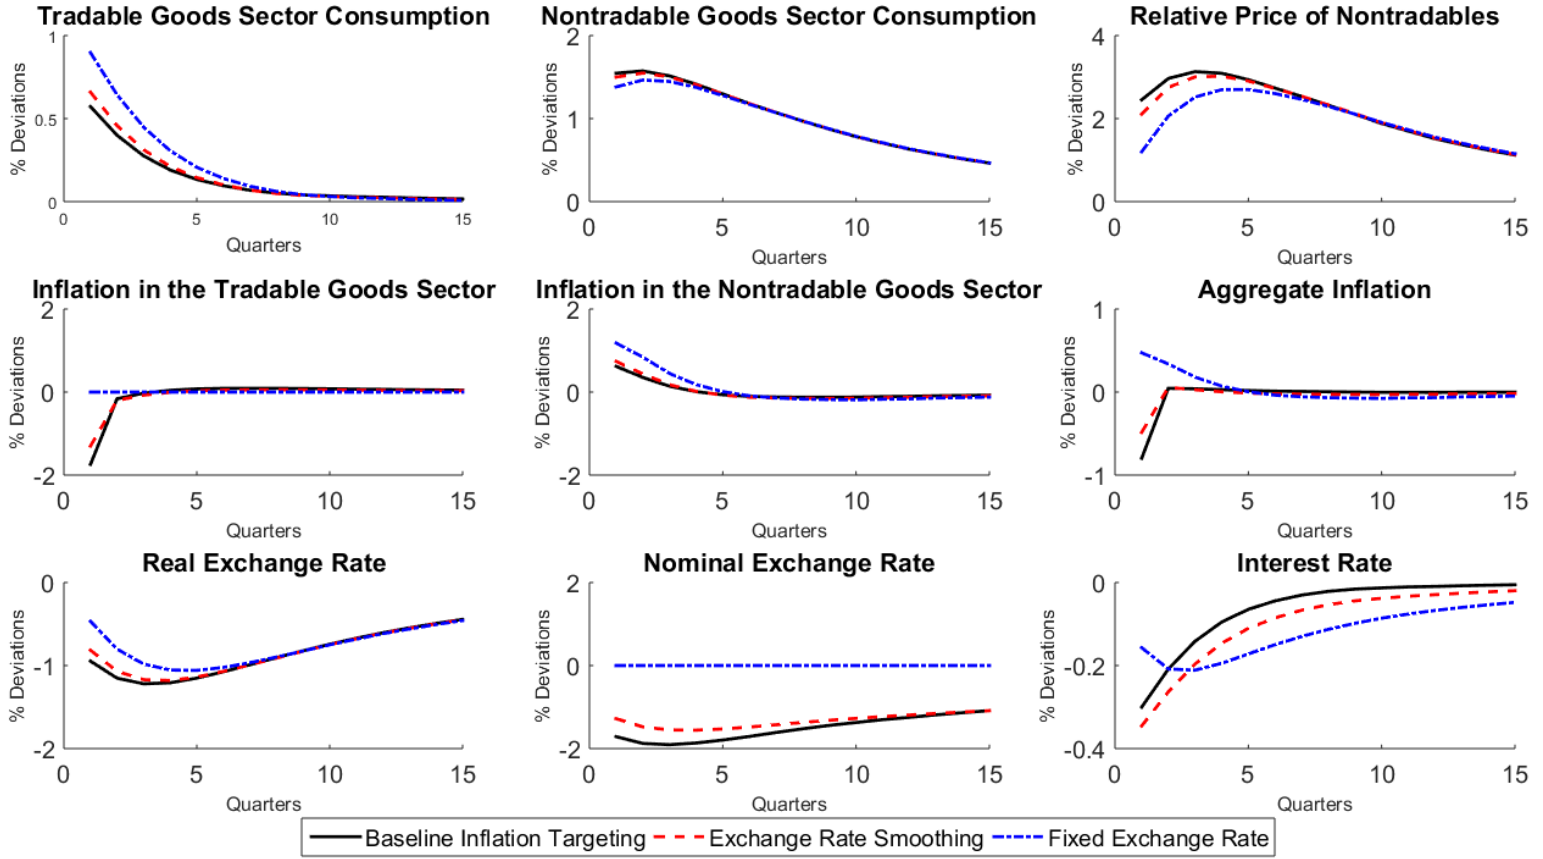 Tradable Goods Sector Consumption
% Deviations
1
0.5
0
0 5 10 15
Quarters
Nontradable Goods Sector Consumption
% Deviations
2
1
0
0 5 10 15
Quarters
Relative Price of Nontradables
% Deviations
4
2
0
0 5 10 15
Quarters
Inflation in the Tradable Goods Sector
% Deviations
2
0
-2
0 5 10 15
Quarters
Inflation in the Nontradable Goods Sector
% Deviations
2
0
-2
0 5 10 15
Quarters
Aggregate Inflation
% Deviations
1
0
-1
0 5 10 15
Quarters
Real Exchange Rate
% Deviations
0
-1
-2
0 5 10 15
Quarters
Nominal Exchange Rate
% Deviations
2
0
-2
0 5 10 15
Quarters
Interest Rate
% Deviations
0
-0.2
-0.4
0 5 10 15
Quarters
Baseline Inflation Targeting Exchange Rate Smoothing Fixed Exchange Rate